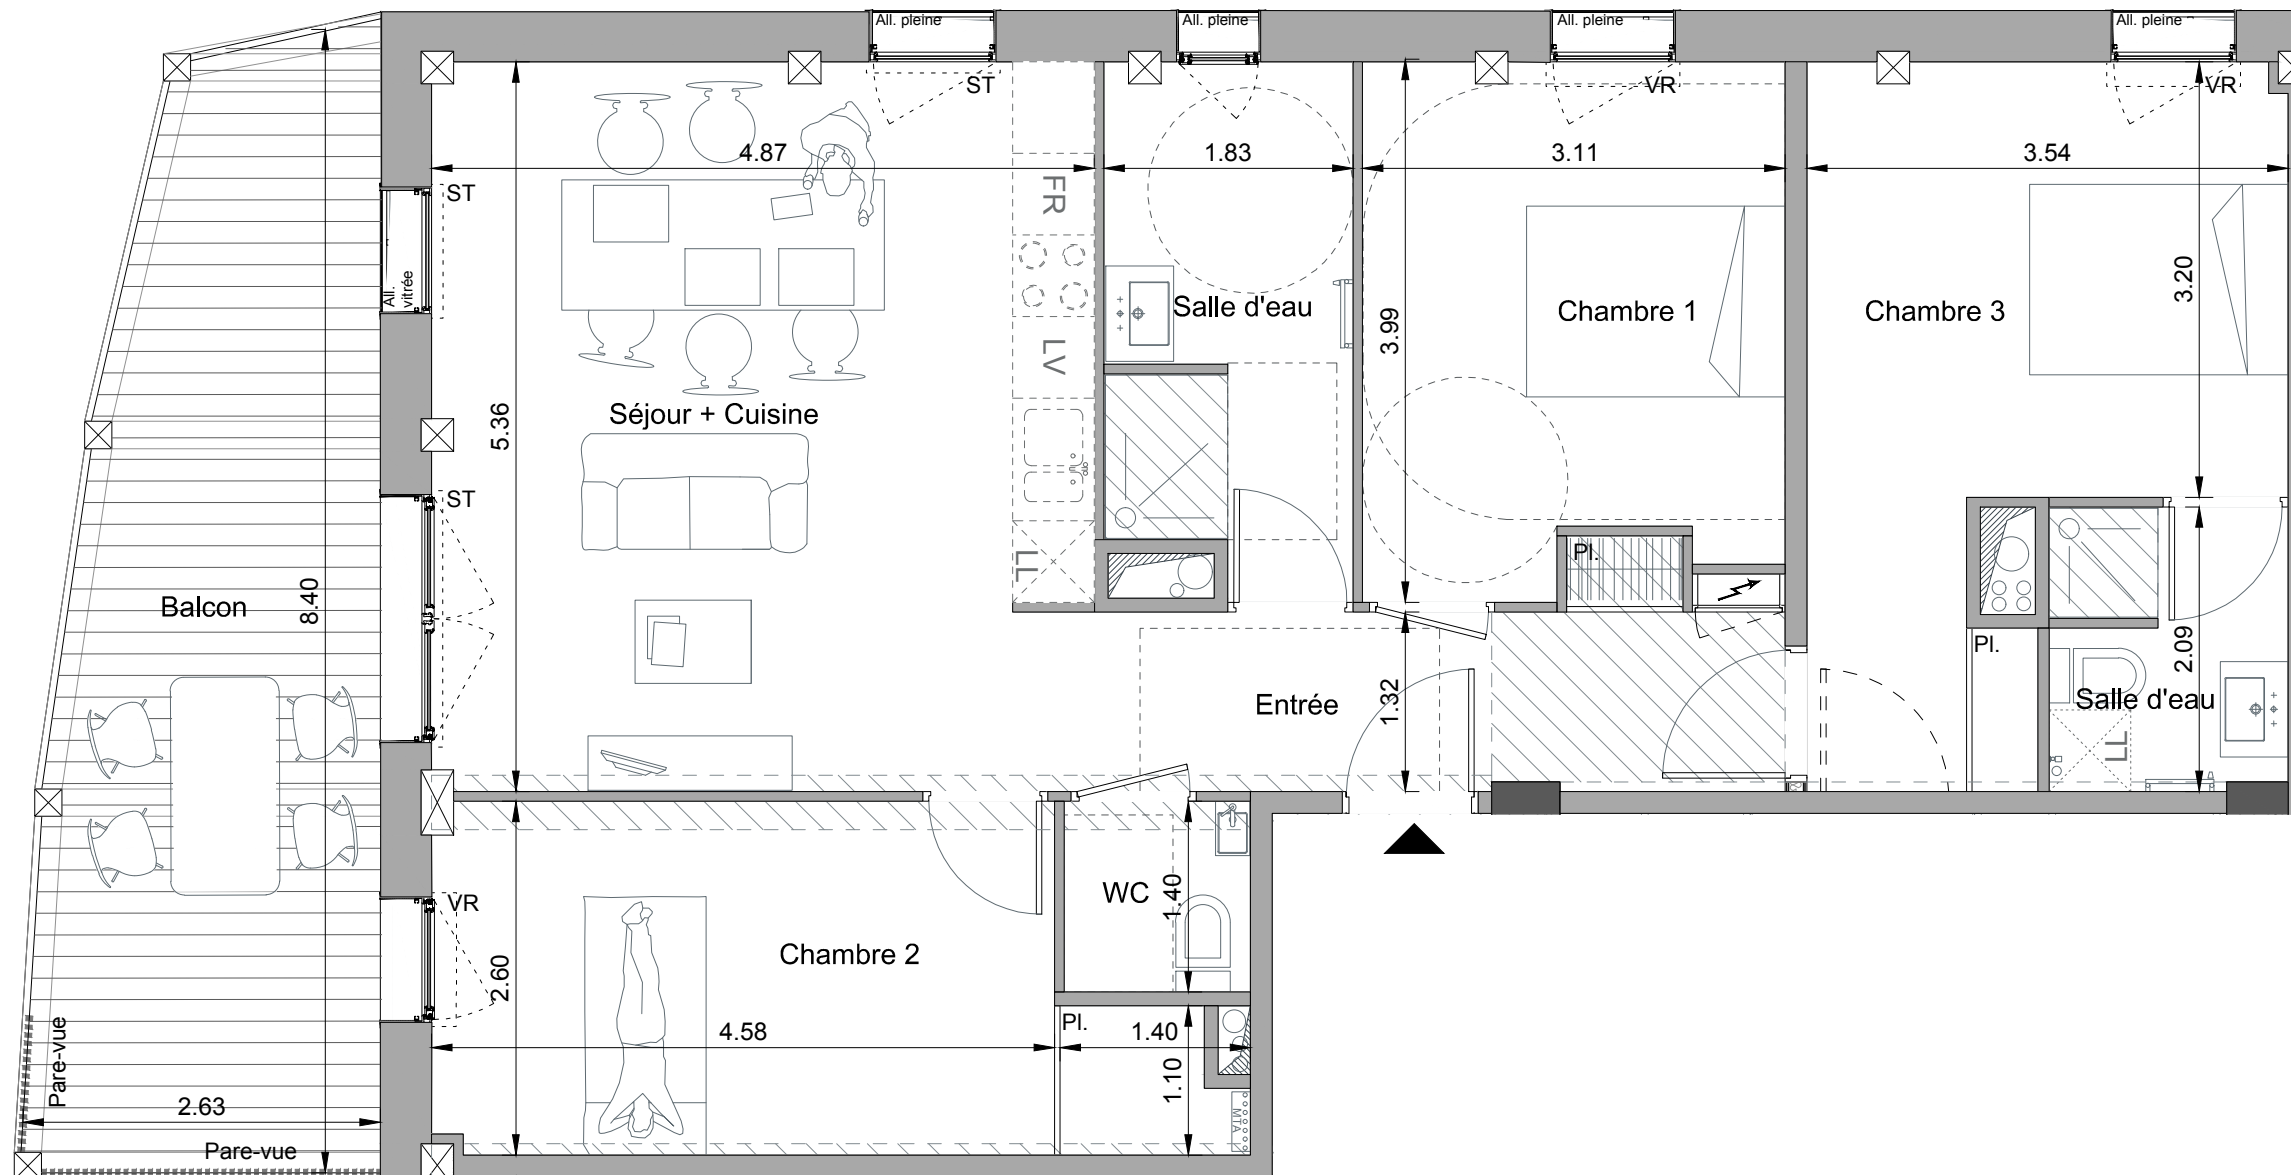 All. pleine
All. pleine
All. pleine
All. pleine
ST
VR
VR
4.87
1.83
3.11
3.54
ST
FR
All.
vitrée
3.20
Salle d'eau
Chambre 1
Chambre 3
3.99
LV
Séjour + Cuisine
5.36
ST
Pl.
LL
8.40
Balcon
Pl.
2.09
Entrée
1.32
Salle d'eau
LL
VR
WC
1.40
Chambre 2
2.60
Pl.
4.58
1.40
Pare-vue
1.10
2.63
MTA
Pare-vue